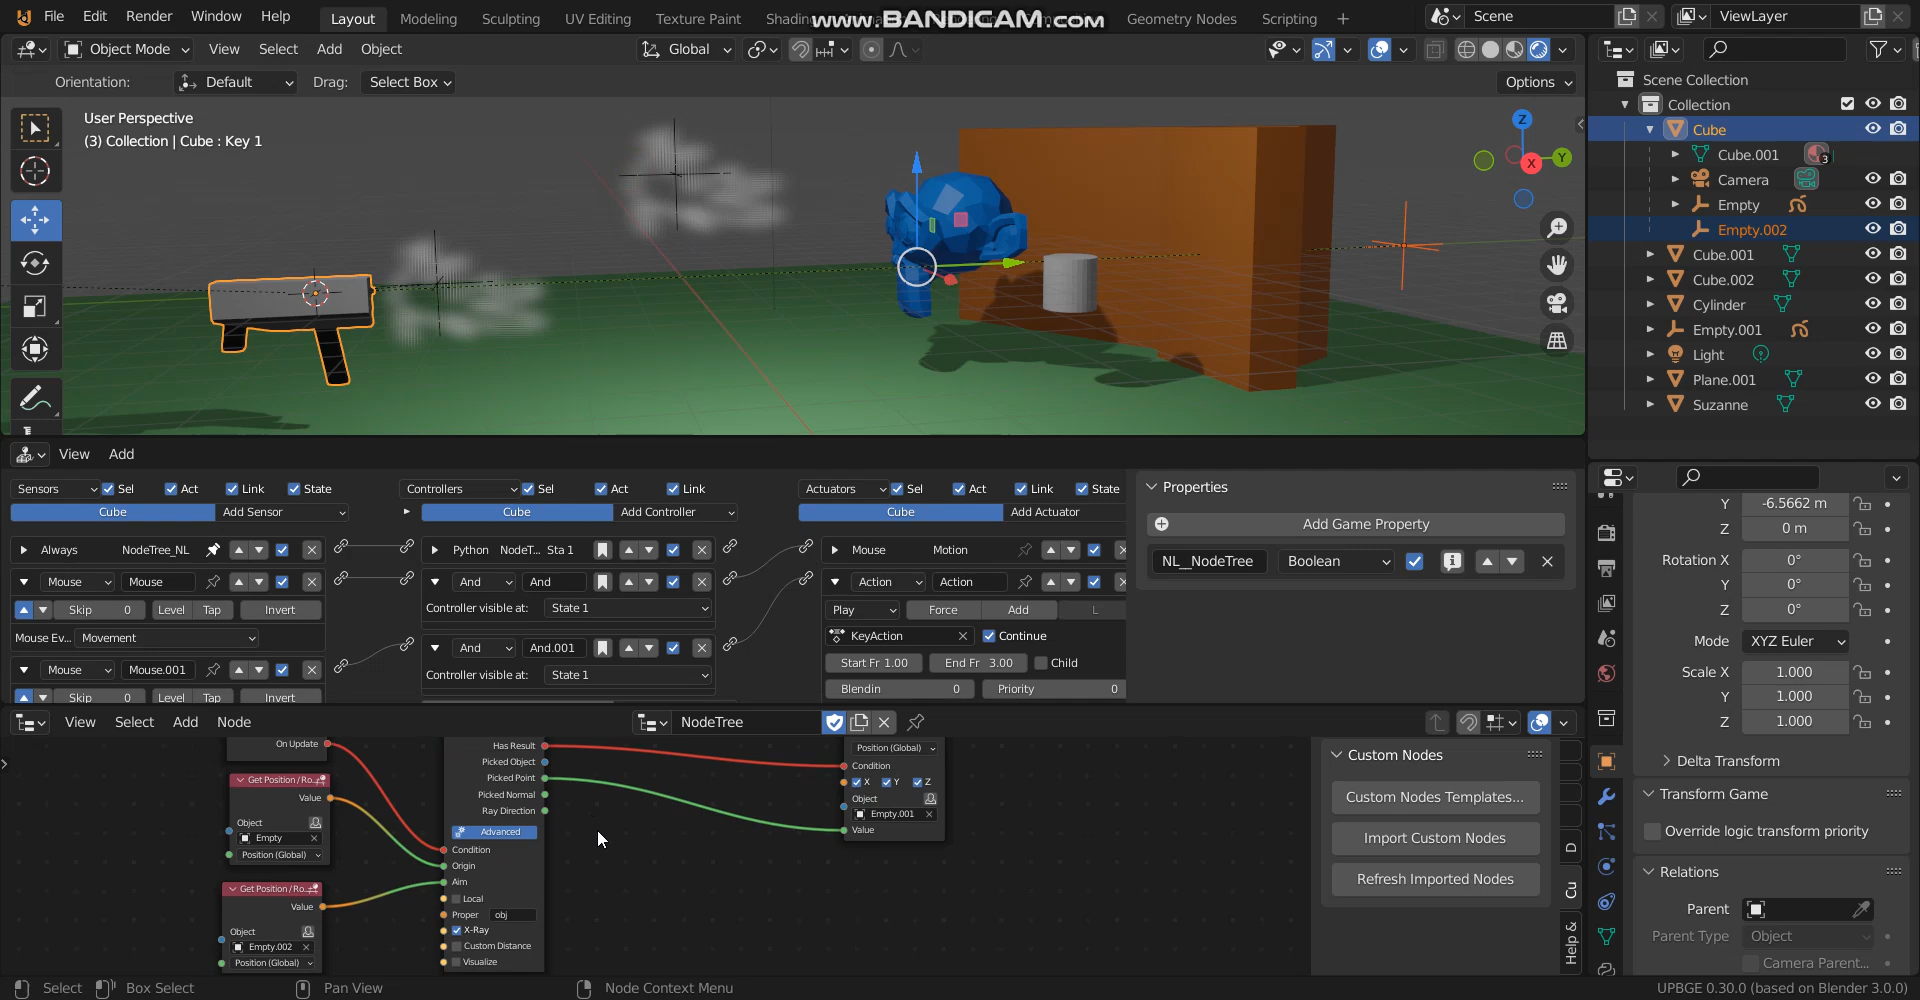 File Edit Render Window Help Layout Modeling Sculpting UV Editing Texture Paint Shading www.BANDICAM.com Geometry Nodes Scripting Scene ViewLayer
Object Mode View Select Add Object Global
Orientation: Default Drag: Select Box Options
User Perspective
(3) Collection | Cube : Key 1
Z
X
Y
Scene Collection
Collection
Cube
Cube.001 3
Camera
Empty
Empty.002
Cube.001
Cube.002
Cylinder
Empty.001
Light
Plane.001
Suzanne
View Add
Sensors Sel Act Link State Controllers Sel Act Link Actuators Sel Act Link State
Cube Add Sensor Cube Add Controller Cube Add Actuator
Always NodeTree_NL Python NodeT... Sta 1 Mouse Motion
Mouse Mouse And And Action Action
Skip 0 Level Tap Invert Controller visible at: State 1 Play Force Add L
Mouse Ev... Movement KeyAction Continue
Mouse Mouse.001 And And.001 Start Fr 1.00 End Fr 3.00 Child
Skip 0 Level Tap Invert Controller visible at: State 1 Blendin 0 Priority 0
Properties
Add Game Property
NL__NodeTree Boolean
View Select Add Node NodeTree
On Update
Get Position / Ro...
Value
Object
Empty
Position (Global)
Get Position / Ro...
Value
Object
Empty.002
Position (Global)
Has Result
Picked Object
Picked Point
Picked Normal
Ray Direction
Advanced
Condition
Origin
Aim
Local
Proper obj
X-Ray
Custom Distance
Visualize
Position (Global)
Condition
X Y Z
Object
Empty.001
Value
Custom Nodes
Custom Nodes Templates...
Import Custom Nodes
Refresh Imported Nodes
D
Cu
Help &
Y -6.5662 m
Z 0 m
Rotation X 0°
Y 0°
Z 0°
Mode XYZ Euler
Scale X 1.000
Y 1.000
Z 1.000
Delta Transform
Transform Game
Override logic transform priority
Relations
Parent
Parent Type Object
Camera Parent...
Select Box Select Pan View Node Context Menu UPBGE 0.30.0 (based on Blender 3.0.0)